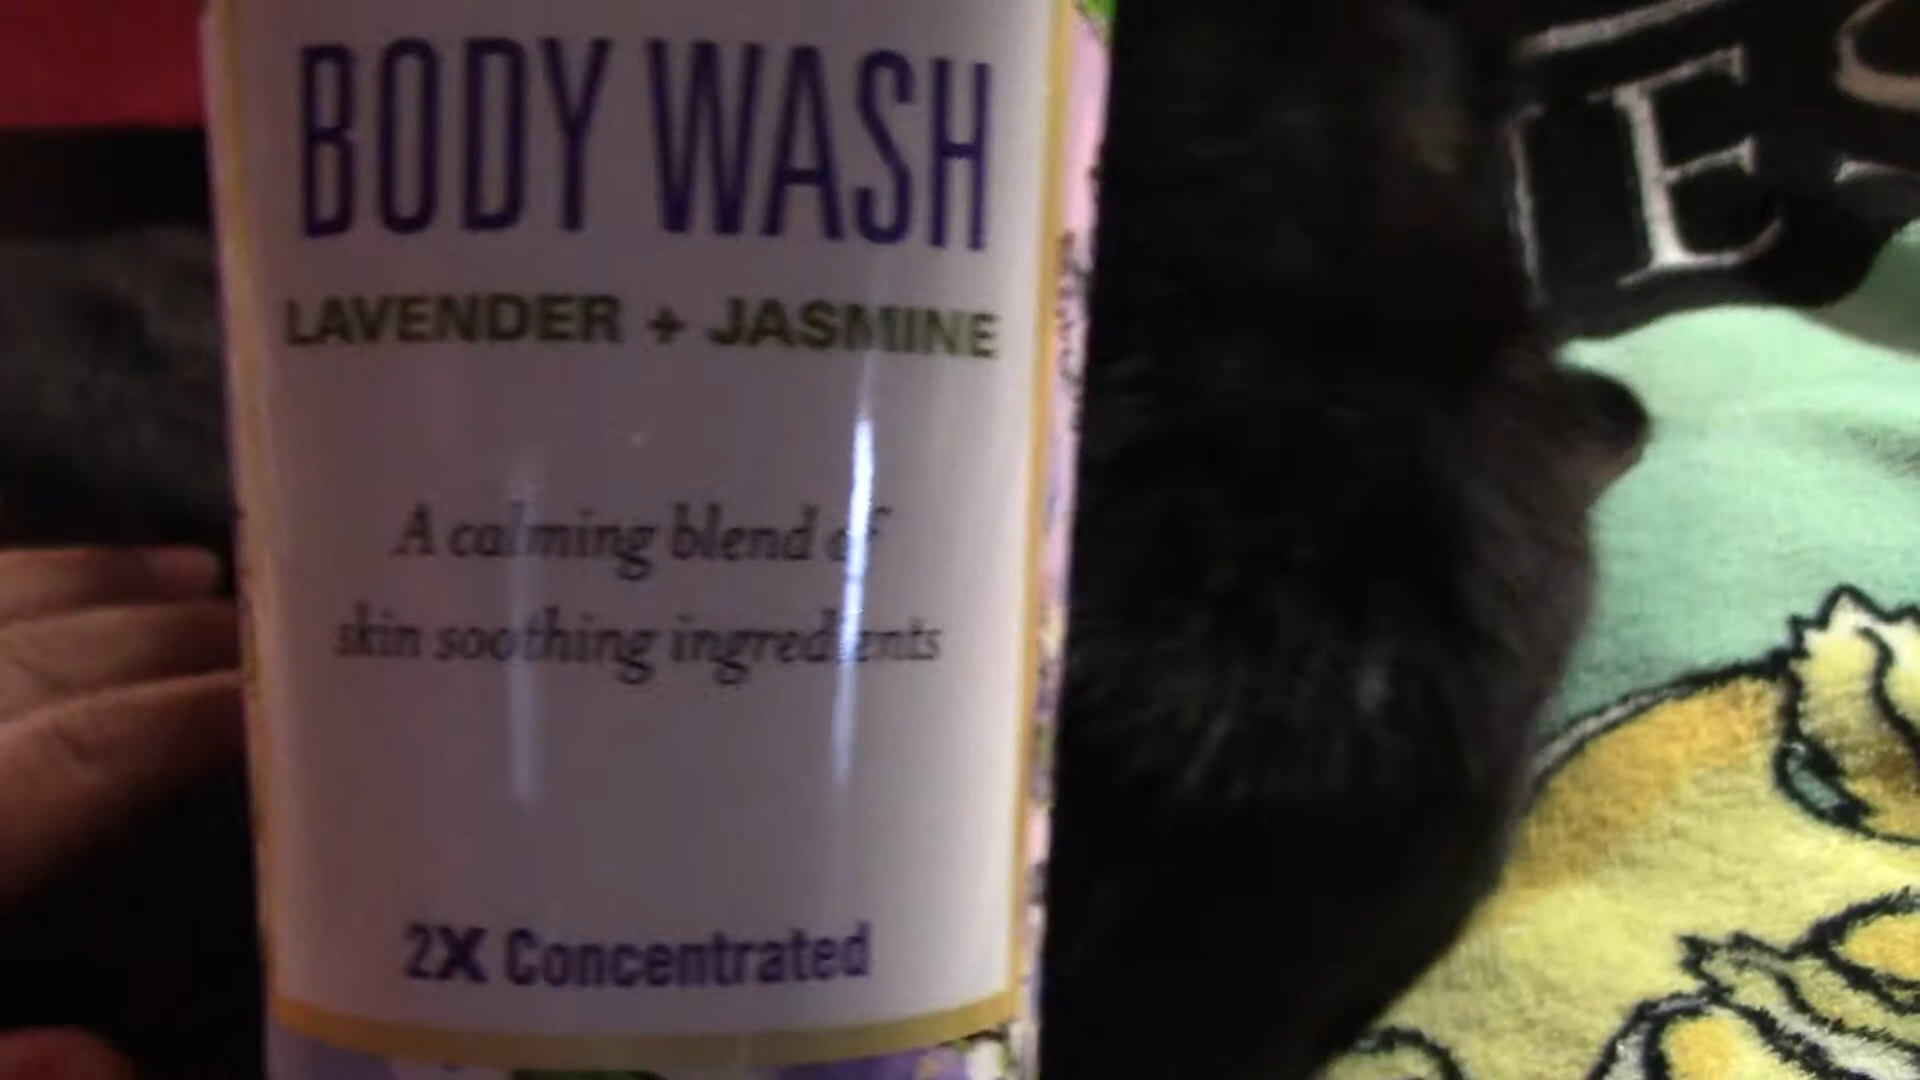 BODY WASH
LAVENDER + JASMINE
A calming blend of
skin soothing ingredients
2X Concentrated